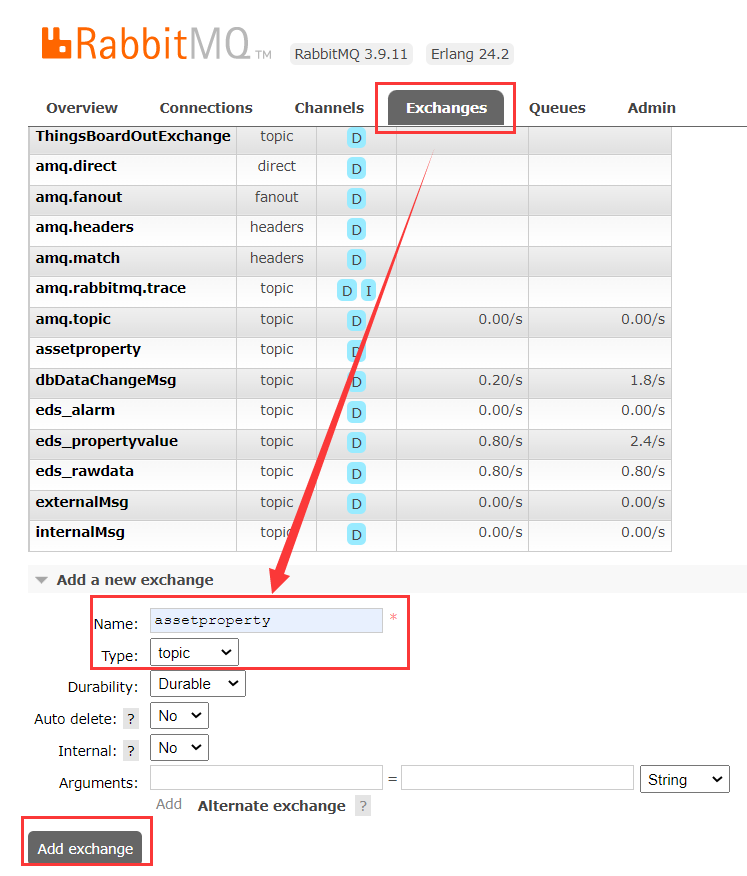 RabbitMQ TM RabbitMQ 3.9.11 Erlang 24.2
Overview Connections Channels Exchanges Queues Admin
ThingsBoardOutExchange topic D
amq.direct direct D
amq.fanout fanout D
amq.headers headers D
amq.match headers D
amq.rabbitmq.trace topic D I
amq.topic topic D 0.00/s 0.00/s
assetproperty topic D
dbDataChangeMsg topic D 0.20/s 1.8/s
eds_alarm topic D 0.00/s 0.00/s
eds_propertyvalue topic D 0.80/s 2.4/s
eds_rawdata topic D 0.80/s 0.80/s
externalMsg topic D 0.00/s 0.00/s
internalMsg topic D 0.00/s 0.00/s
Add a new exchange
Name: assetproperty *
Type: topic
Durability: Durable
Auto delete: ? No
Internal: ? No
Arguments: = String
Add Alternate exchange ?
Add exchange